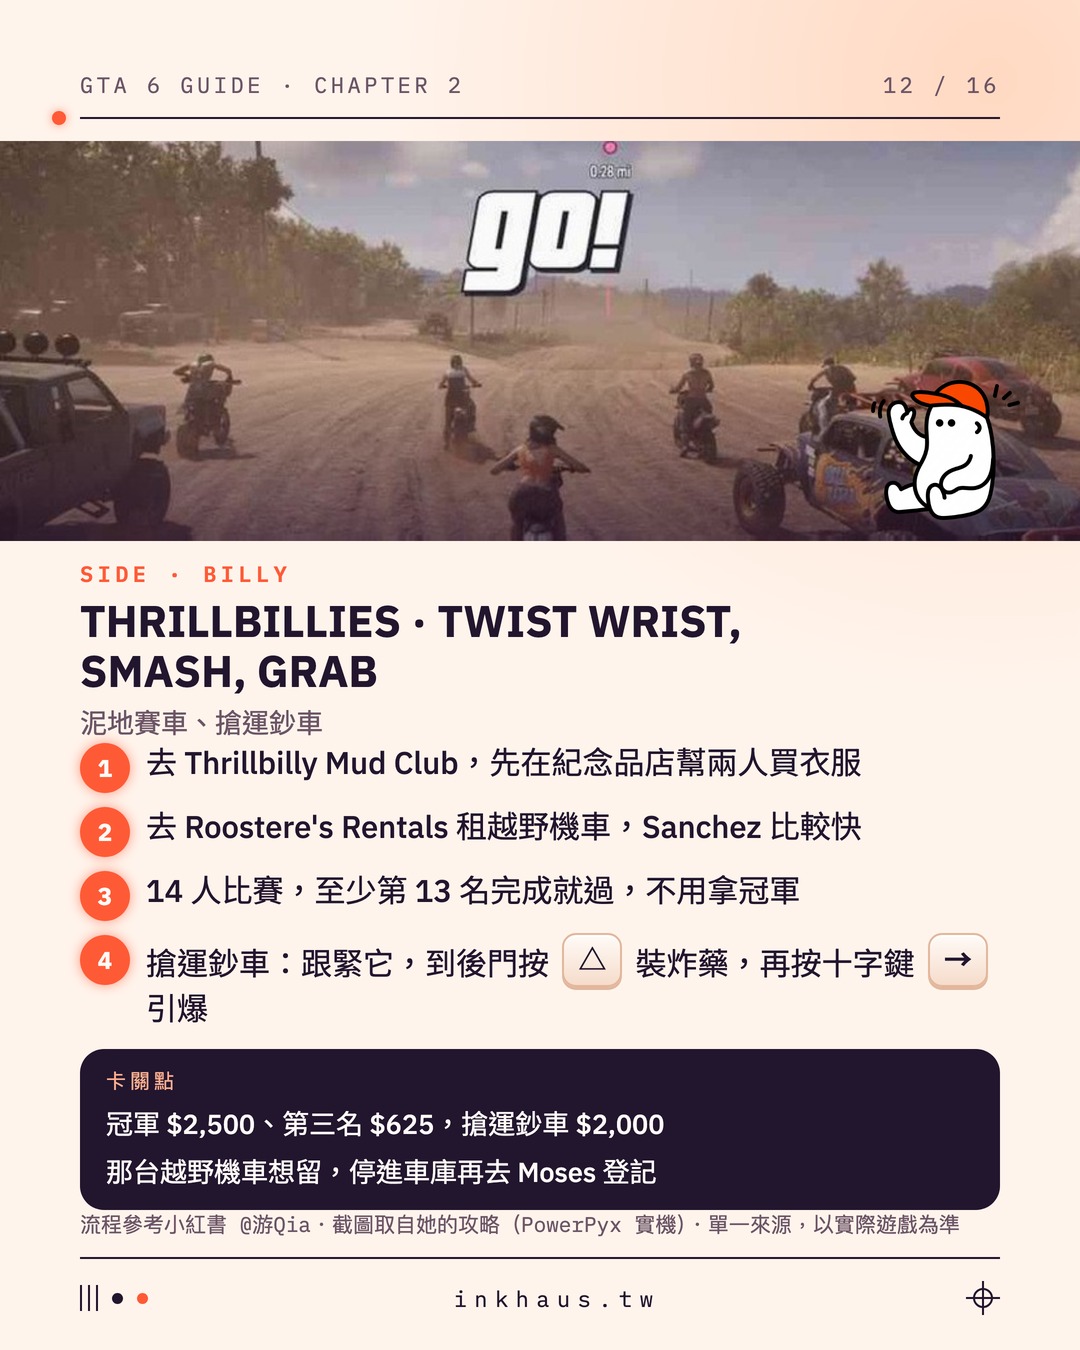 GTA 6 GUIDE · CHAPTER 2
12 / 16
0.28 mi
go!
SIDE · BILLY
THRILLBILLIES · TWIST WRIST,
SMASH, GRAB
泥地賽車、搶運鈔車
1 去 Thrillbilly Mud Club，先在紀念品店幫兩人買衣服
2 去 Roostere's Rentals 租越野機車，Sanchez 比較快
3 14 人比賽，至少第 13 名完成就過，不用拿冠軍
4 搶運鈔車：跟緊它，到後門按 △ 裝炸藥，再按十字鍵 →
引爆
卡關點
冠軍 $2,500、第三名 $625，搶運鈔車 $2,000
那台越野機車想留，停進車庫再去 Moses 登記
流程參考小紅書 @游Qia · 截圖取自她的攻略（PowerPyx 實機）· 單一來源，以實際遊戲為準
inkhaus.tw